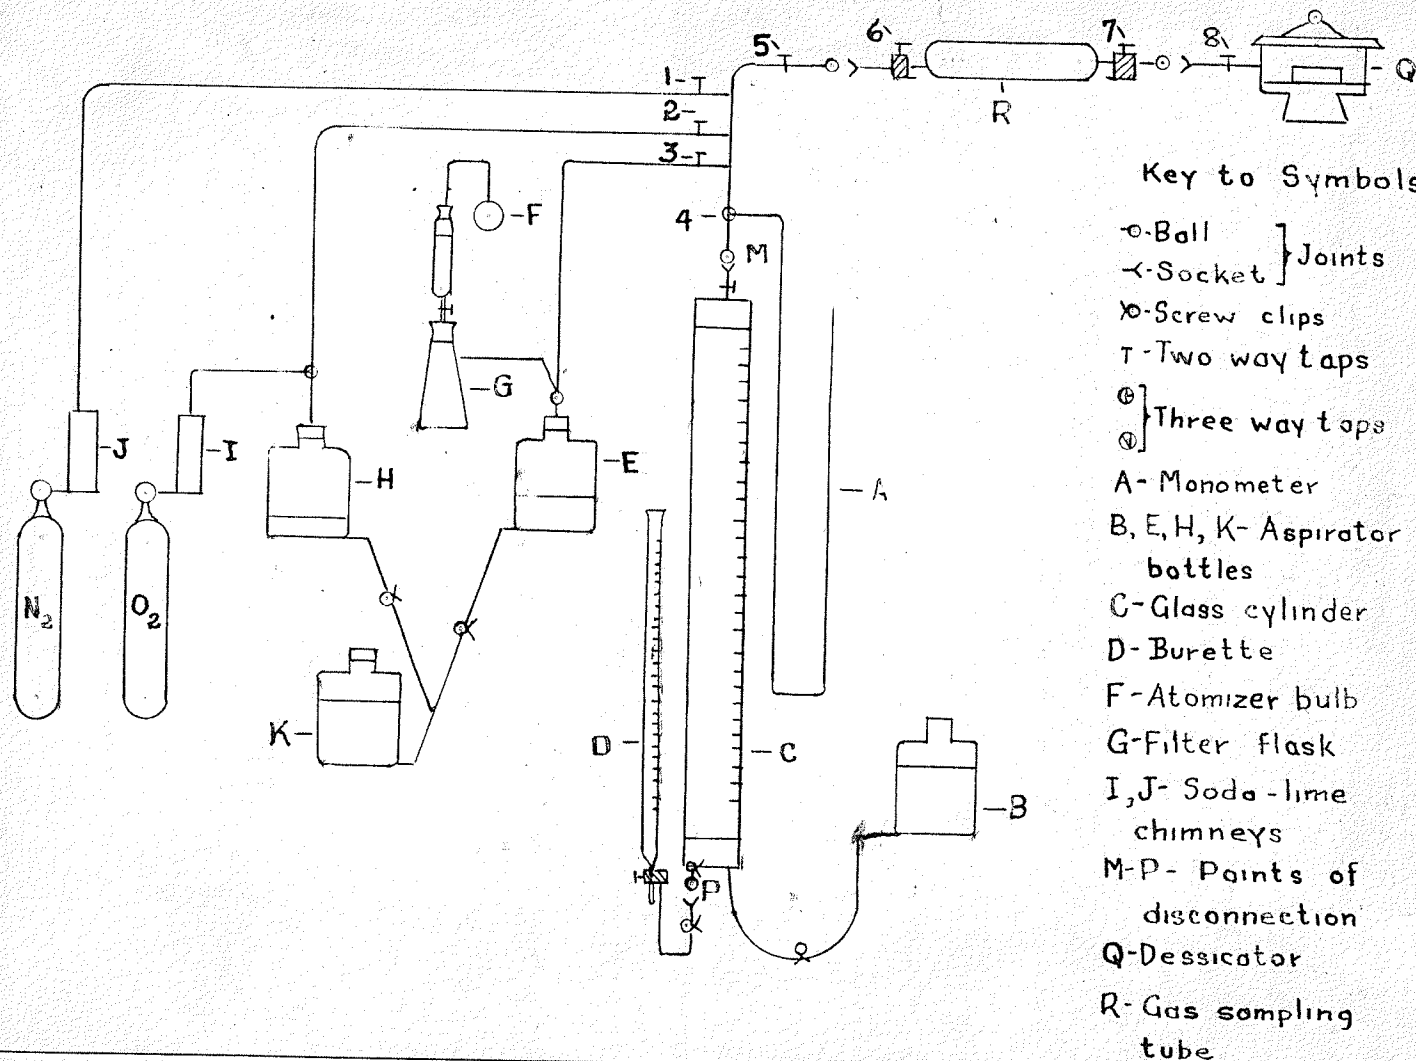 5
6
7
8
Q
1-
2-
R
3-
Key to Symbols
F
4
Ball
M
Joints
Socket
Screw clips
T - Two way taps
Three way taps
G
J
I
H
E
A
A- Monometer
B, E, H, K- Aspirator
bottles
N2
O2
C- Glass cylinder
D- Burette
F- Atomizer bulb
K
D
C
G- Filter flask
B
I, J- Soda-lime
chimneys
P
M-P- Points of
disconnection
Q- Dessicator
R- Gas sampling
tube